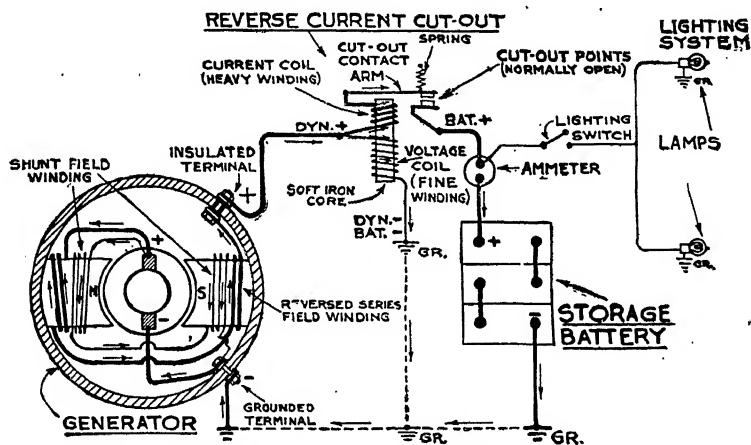 REVERSE CURRENT CUT-OUT
LIGHTING
SYSTEM
CUT-OUT
CONTACT
ARM
SPRING
CURRENT COIL
(HEAVY WINDING)
CUT-OUT POINTS
(NORMALLY OPEN)
GR.
DYN. +
BAT. +
LIGHTING
SWITCH
LAMPS
INSULATED
TERMINAL
+
SHUNT FIELD
WINDING
VOLTAGE
COIL
(FINE
WINDING)
AMMETER
SOFT IRON
CORE
DYN. -
BAT. -
GR.
GR.
+
+
N
S
REVERSED SERIES
FIELD WINDING
-
-
STORAGE
BATTERY
-
GENERATOR
GROUNDED
TERMINAL
GR.
GR.